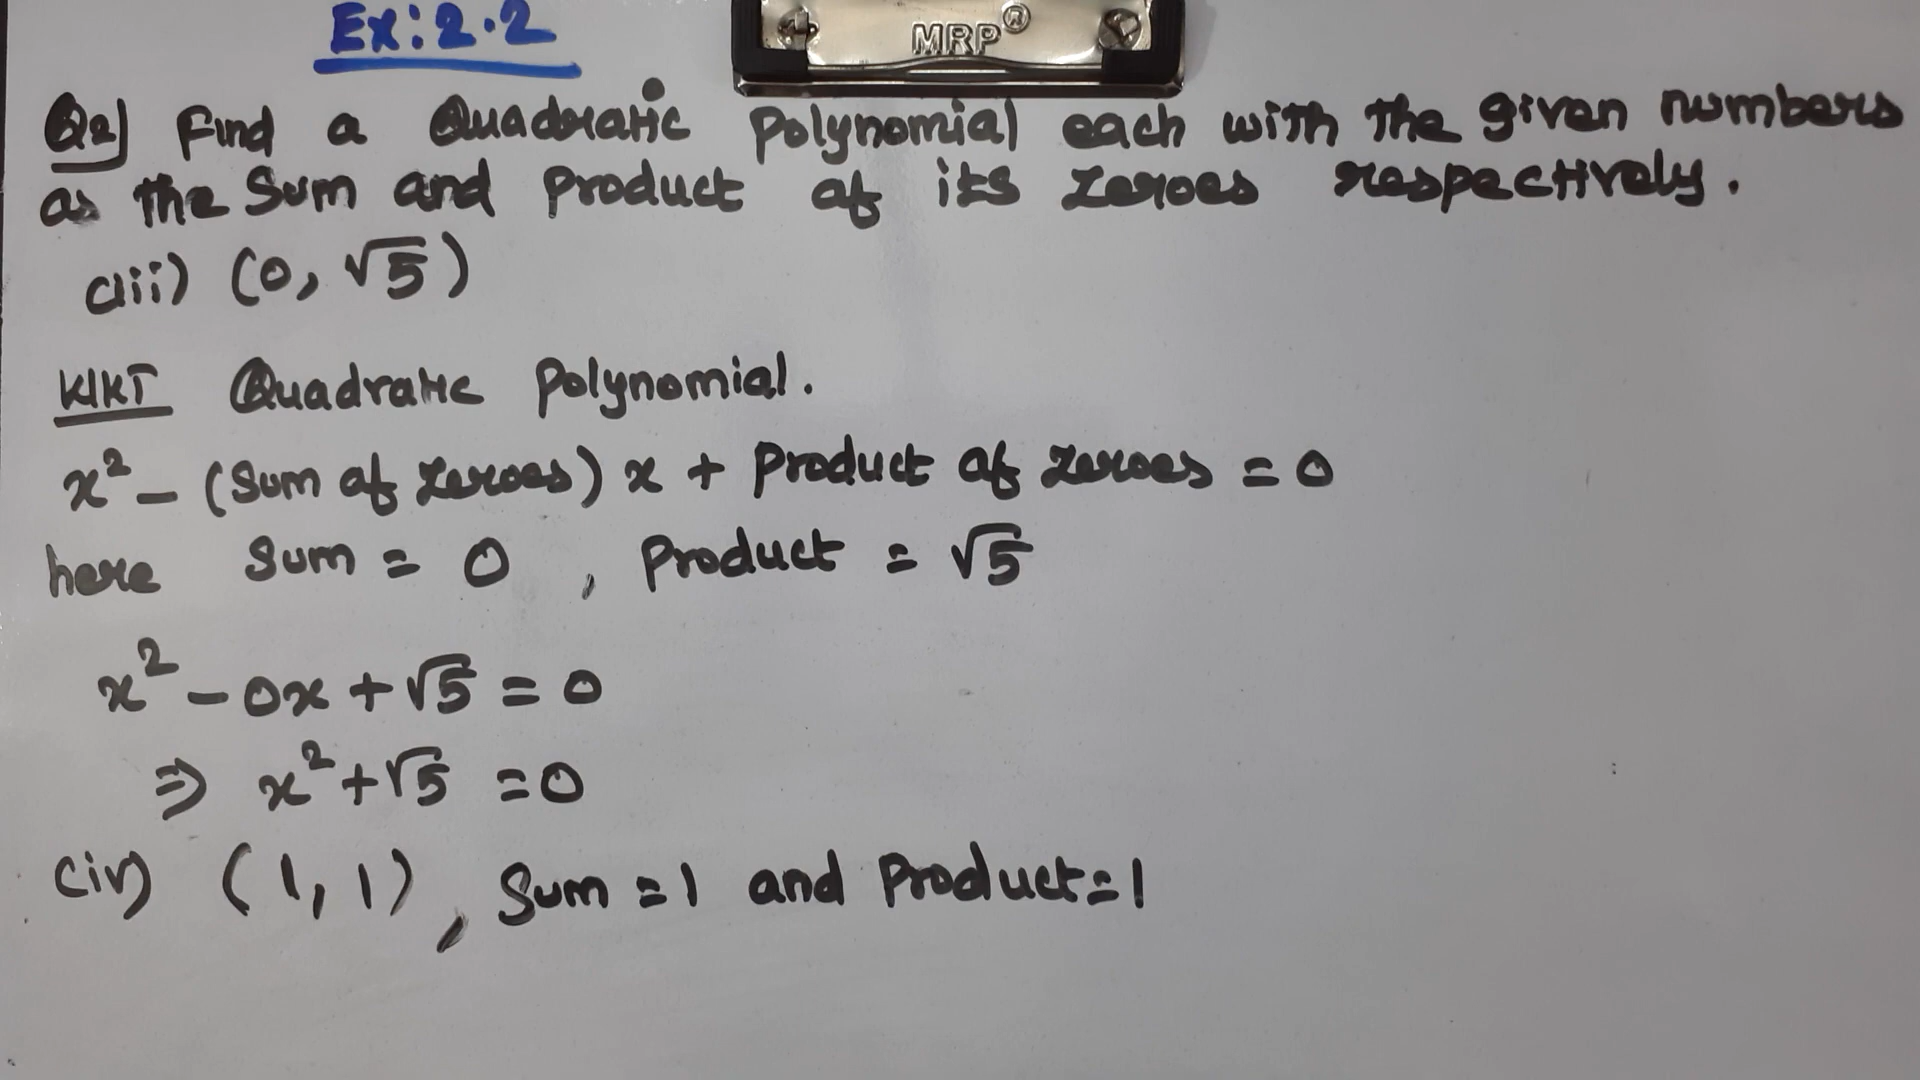 Ex: 2.2
MRP®
Q2) Find a Quadratic Polynomial each with the given numbers
as the Sum and Product of its Zeroes respectively.
(iii) (0, √5)
WKT Quadratic Polynomial.
x² - (Sum of Zeroes) x + Product of Zeroes = 0
here Sum = 0 , Product = √5
x² - 0x + √5 = 0
⇒ x² + √5 = 0
(iv) (1, 1) , Sum = 1 and Product = 1